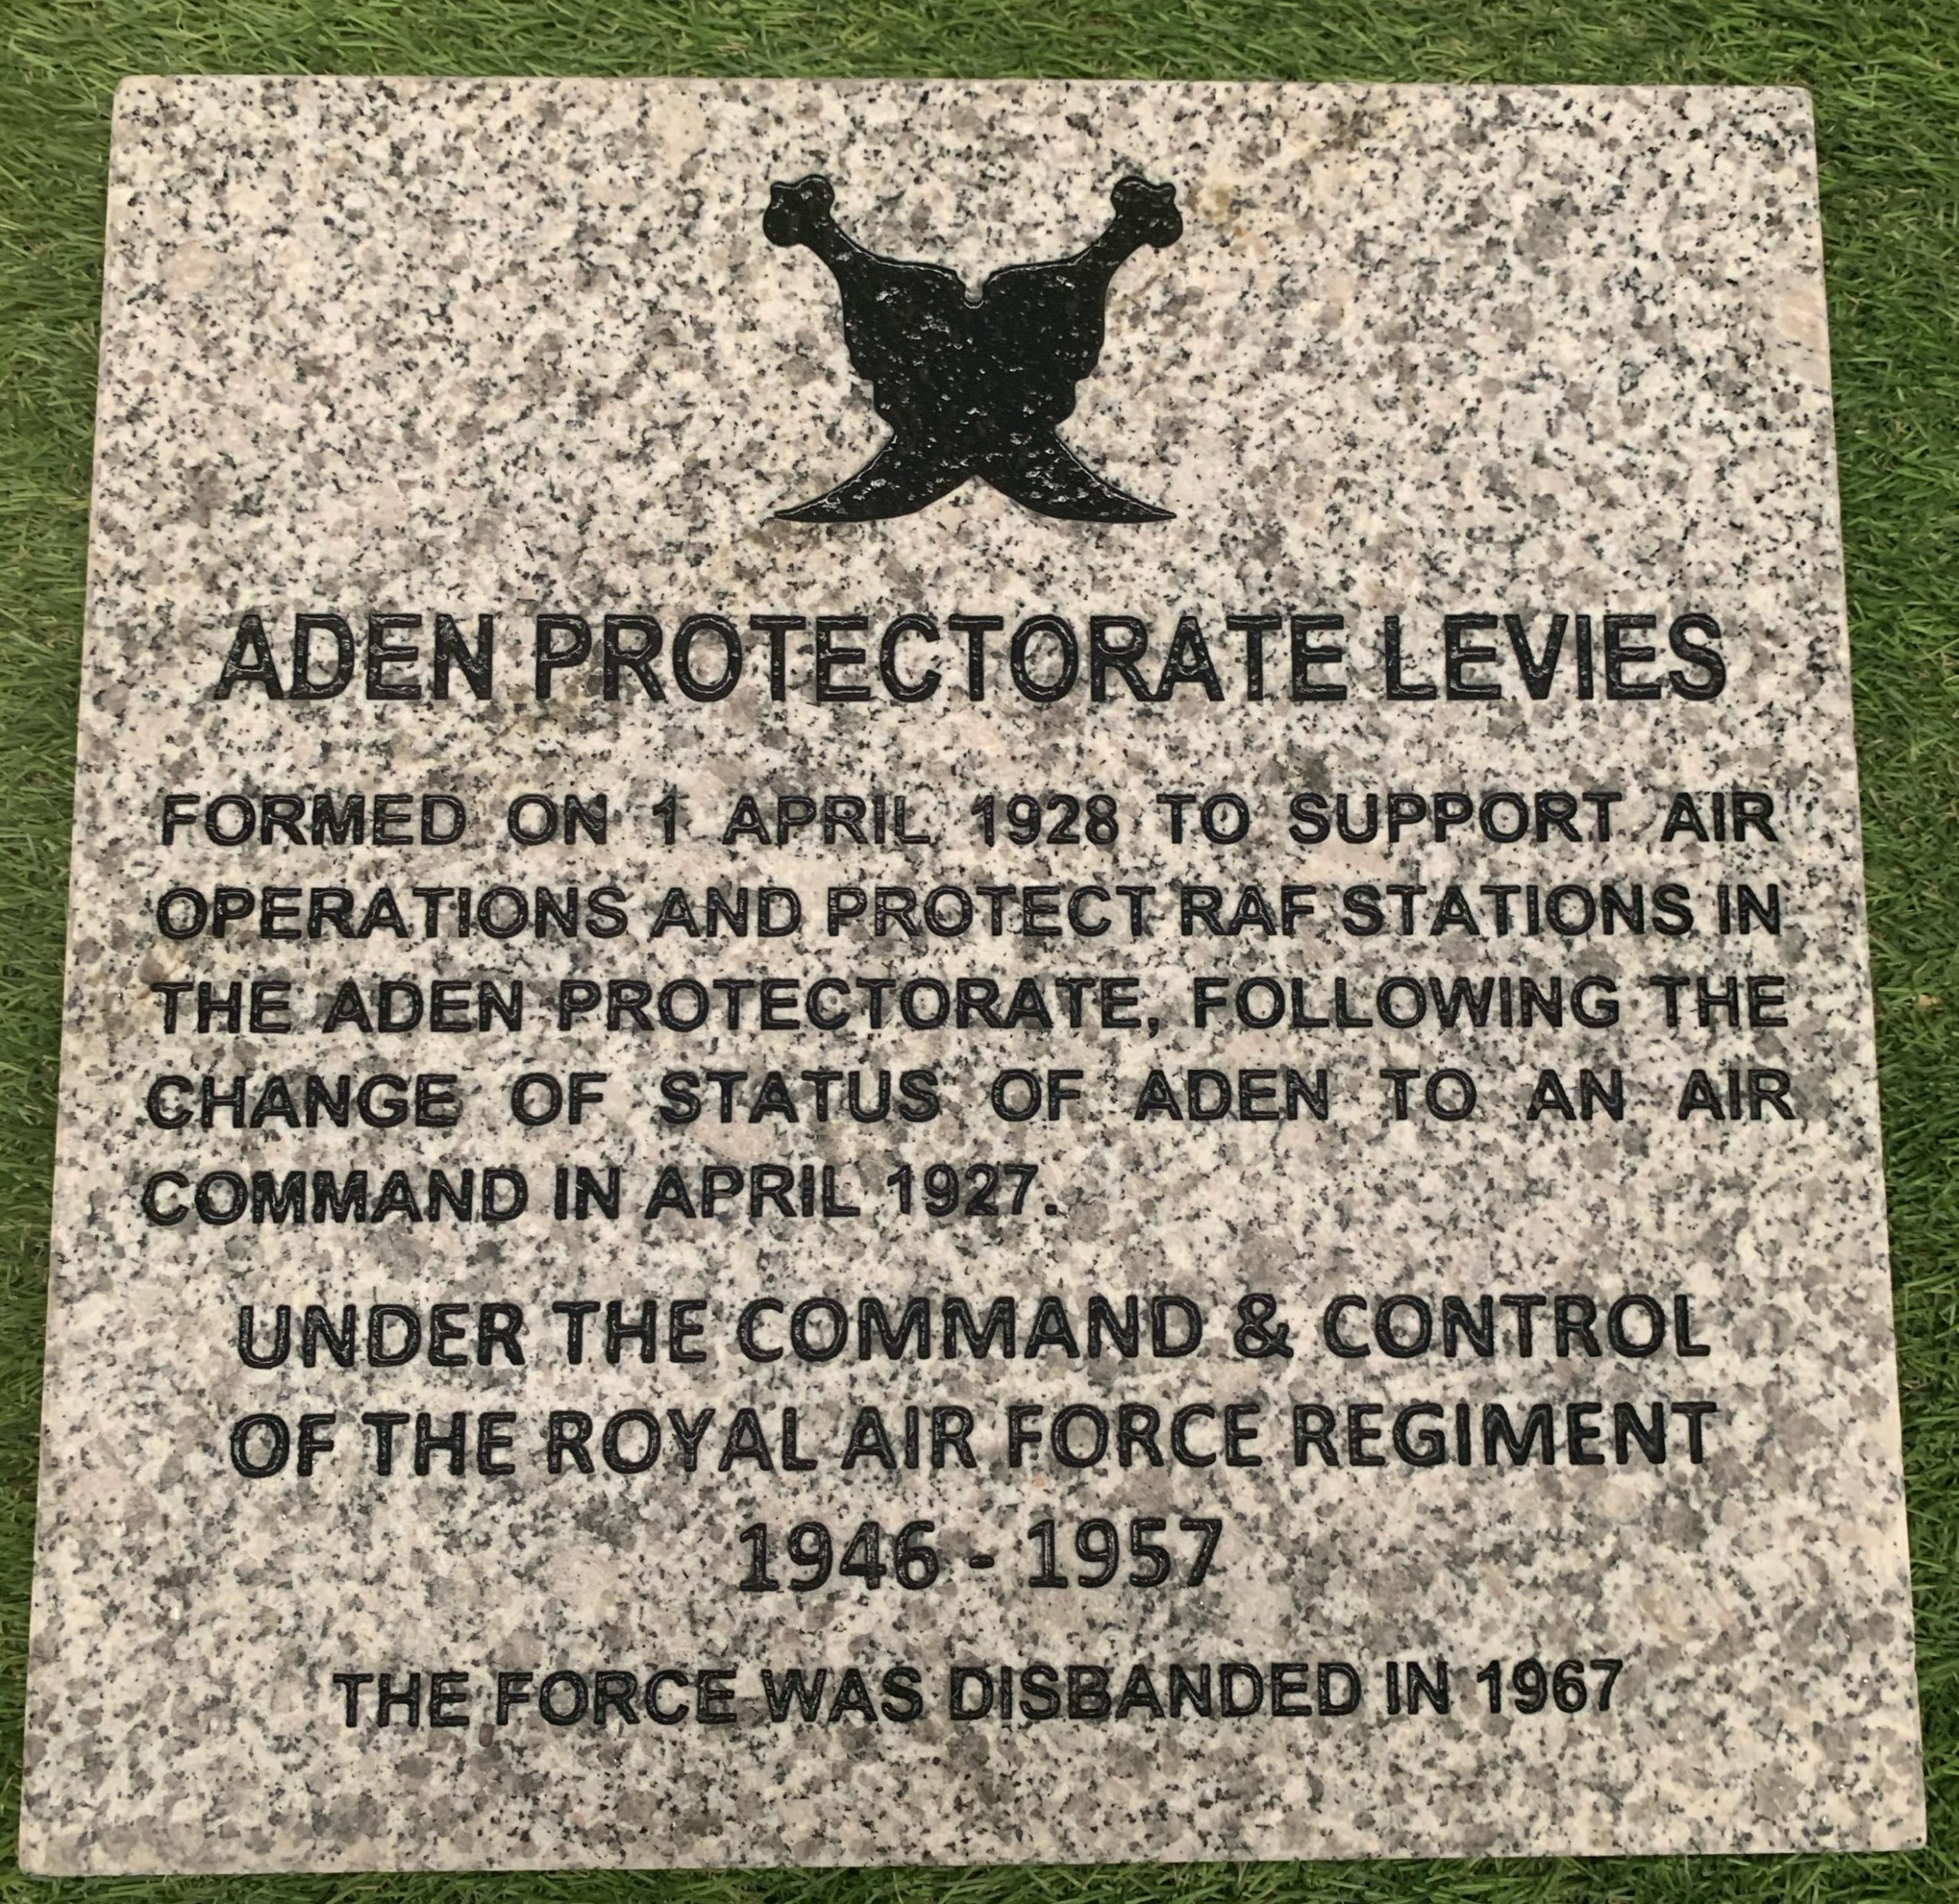 ADEN PROTECTORATE LEVIES
FORMED ON 1 APRIL 1928 TO SUPPORT AIR
OPERATIONS AND PROTECT RAF STATIONS IN
THE ADEN PROTECTORATE, FOLLOWING THE
CHANGE OF STATUS OF ADEN TO AN AIR
COMMAND IN APRIL 1927.
UNDER THE COMMAND & CONTROL
OF THE ROYAL AIR FORCE REGIMENT
1946 - 1957
THE FORCE WAS DISBANDED IN 1967